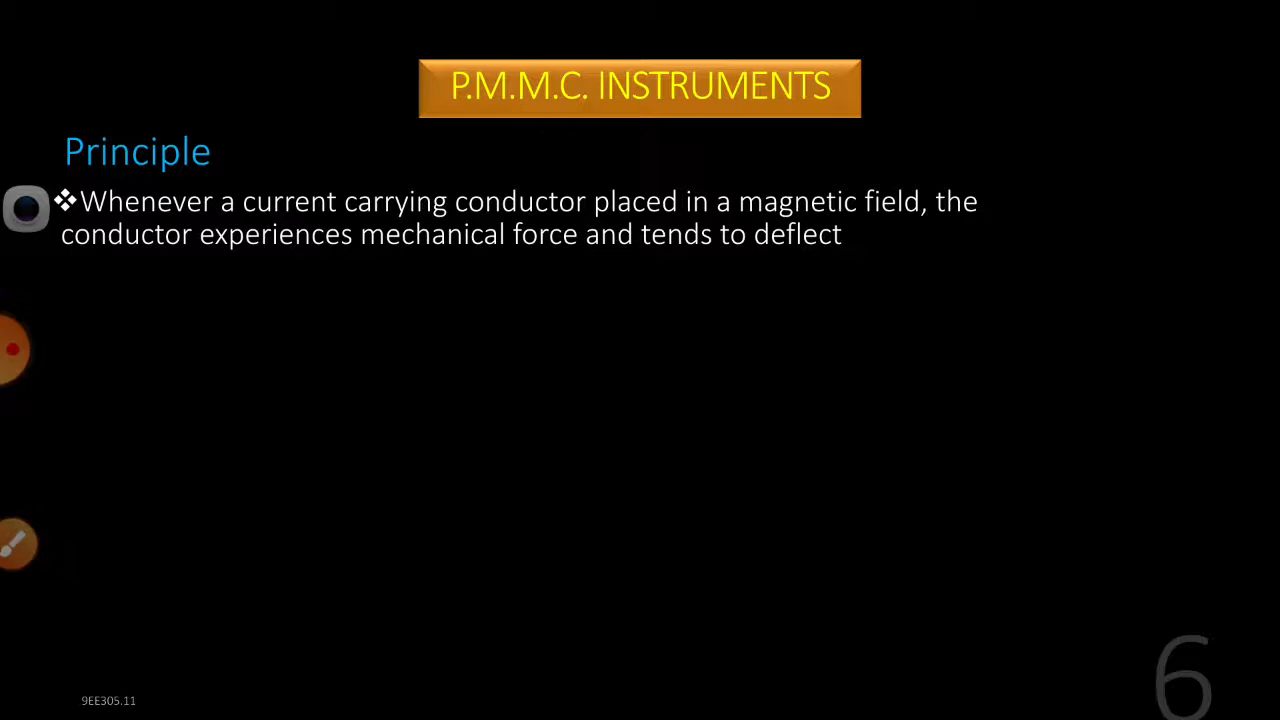 P.M.M.C. INSTRUMENTS
Principle
❖Whenever a current carrying conductor placed in a magnetic field, the
conductor experiences mechanical force and tends to deflect
9EE305.11
6